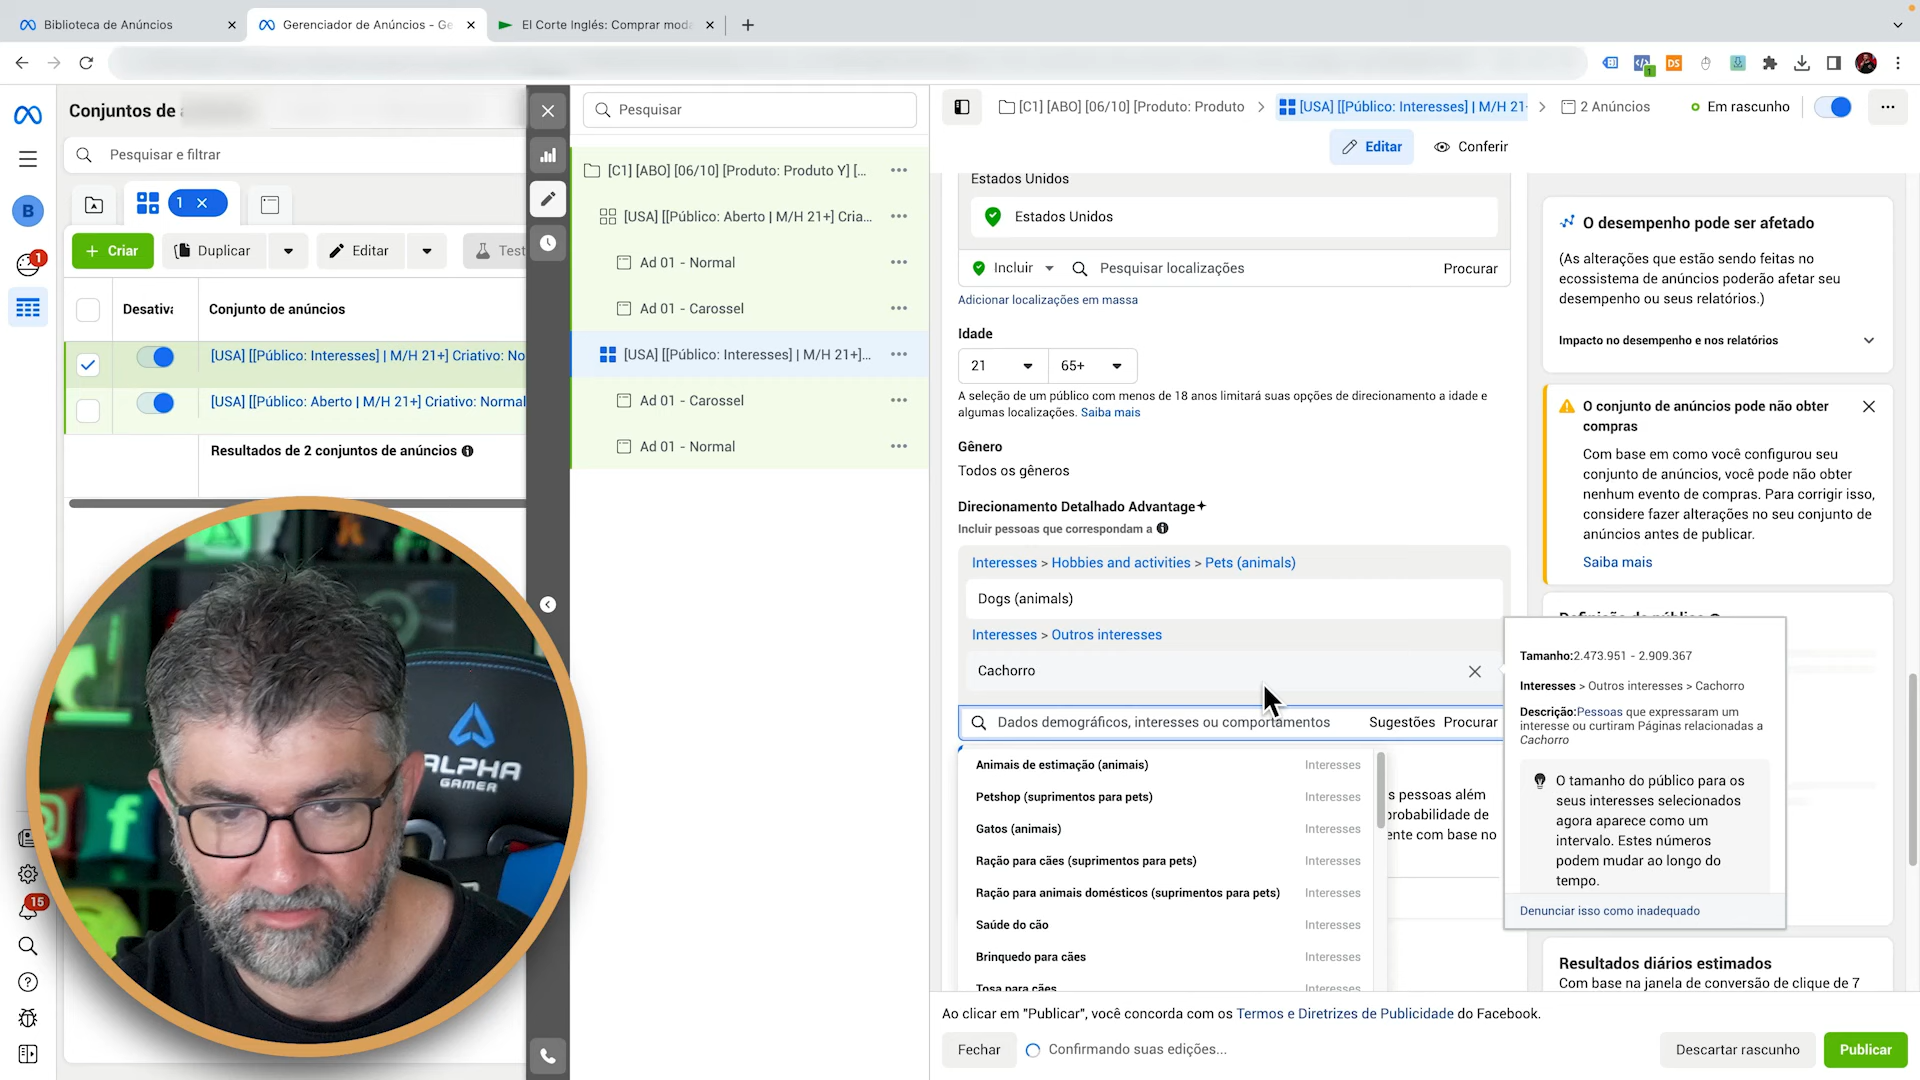 Biblioteca de Anúncios
Gerenciador de Anúncios - Ge
El Corte Inglés: Comprar moda
DS
1
Conjuntos de
Pesquisar e filtrar
B
1
1
Criar
Duplicar
Editar
Test
Desativa
Conjunto de anúncios
[USA] [[Público: Interesses] | M/H 21+] Criativo: No
[USA] [[Público: Aberto | M/H 21+] Criativo: Normal
Resultados de 2 conjuntos de anúncios
15
ALPHA
GAMER
Pesquisar
[C1] [ABO] [06/10] [Produto: Produto Y] [...
[USA] [[Público: Aberto | M/H 21+] Cria...
Ad 01 - Normal
Ad 01 - Carossel
[USA] [[Público: Interesses] | M/H 21+]...
Ad 01 - Carossel
Ad 01 - Normal
[C1] [ABO] [06/10] [Produto: Produto
[USA] [[Público: Interesses] | M/H 21+
2 Anúncios
Em rascunho
Editar
Conferir
Estados Unidos
Estados Unidos
Incluir
Pesquisar localizações
Procurar
Adicionar localizações em massa
Idade
21
65+
A seleção de um público com menos de 18 anos limitará suas opções de direcionamento a idade e
algumas localizações. Saiba mais
Gênero
Todos os gêneros
Direcionamento Detalhado Advantage+
Incluir pessoas que correspondam a
Interesses > Hobbies and activities > Pets (animals)
Dogs (animals)
Interesses > Outros interesses
Cachorro
Dados demográficos, interesses ou comportamentos
Sugestões
Procurar
Animais de estimação (animais) Interesses
Petshop (suprimentos para pets) Interesses
Gatos (animais) Interesses
Ração para cães (suprimentos para pets) Interesses
Ração para animais domésticos (suprimentos para pets) Interesses
Saúde do cão Interesses
Brinquedo para cães Interesses
Tosa para cães Interesses
s pessoas além
probabilidade de
ente com base no
O desempenho pode ser afetado
(As alterações que estão sendo feitas no
ecossistema de anúncios poderão afetar seu
desempenho ou seus relatórios.)
Impacto no desempenho e nos relatórios
O conjunto de anúncios pode não obter
compras
Com base em como você configurou seu
conjunto de anúncios, você pode não obter
nenhum evento de compras. Para corrigir isso,
considere fazer alterações no seu conjunto de
anúncios antes de publicar.
Saiba mais
Definição de público
Tamanho:2.473.951 - 2.909.367
Interesses > Outros interesses > Cachorro
Descrição:Pessoas que expressaram um
interesse ou curtiram Páginas relacionadas a
Cachorro
O tamanho do público para os
seus interesses selecionados
agora aparece como um
intervalo. Estes números
podem mudar ao longo do
tempo.
Denunciar isso como inadequado
Resultados diários estimados
Com base na janela de conversão de clique de 7
Ao clicar em "Publicar", você concorda com os Termos e Diretrizes de Publicidade do Facebook.
Fechar
Confirmando suas edições...
Descartar rascunho
Publicar